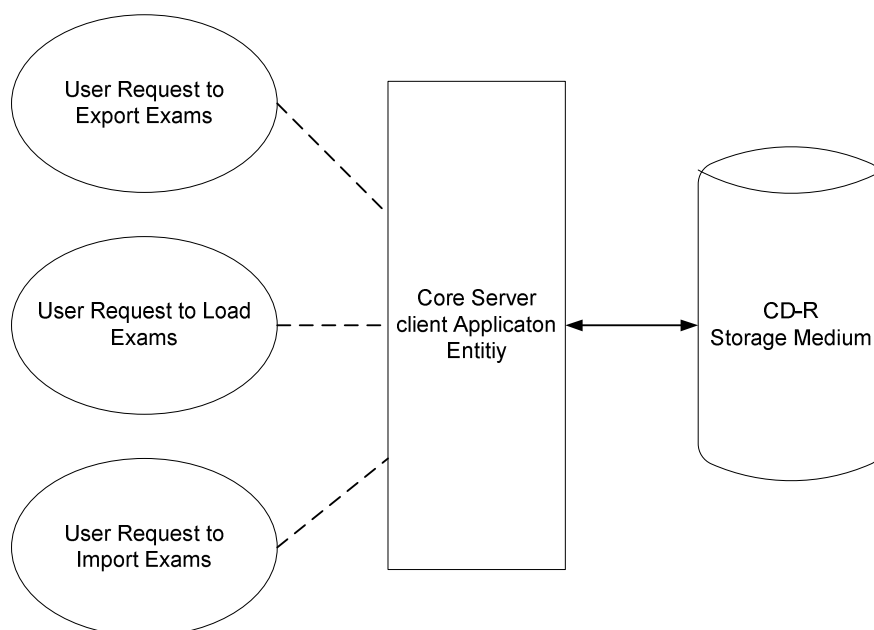 User Request to
Export Exams
User Request to Load
Exams
User Request to
Import Exams
Core Server
client Applicaton
Entitiy
CD-R
Storage Medium